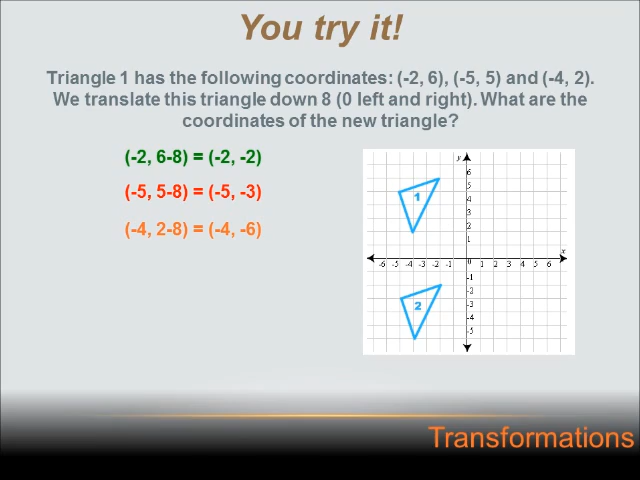 You try it!
Triangle 1 has the following coordinates: (-2, 6), (-5, 5) and (-4, 2).
We translate this triangle down 8 (0 left and right). What are the
coordinates of the new triangle?
(-2, 6-8) = (-2, -2)
(-5, 5-8) = (-5, -3)
(-4, 2-8) = (-4, -6)
y
6
5
4
3
2
1
1
x
-6 -5 -4 -3 -2 -1 0 1 2 3 4 5 6
-1
-2
-3
-4
-5
2
Transformations